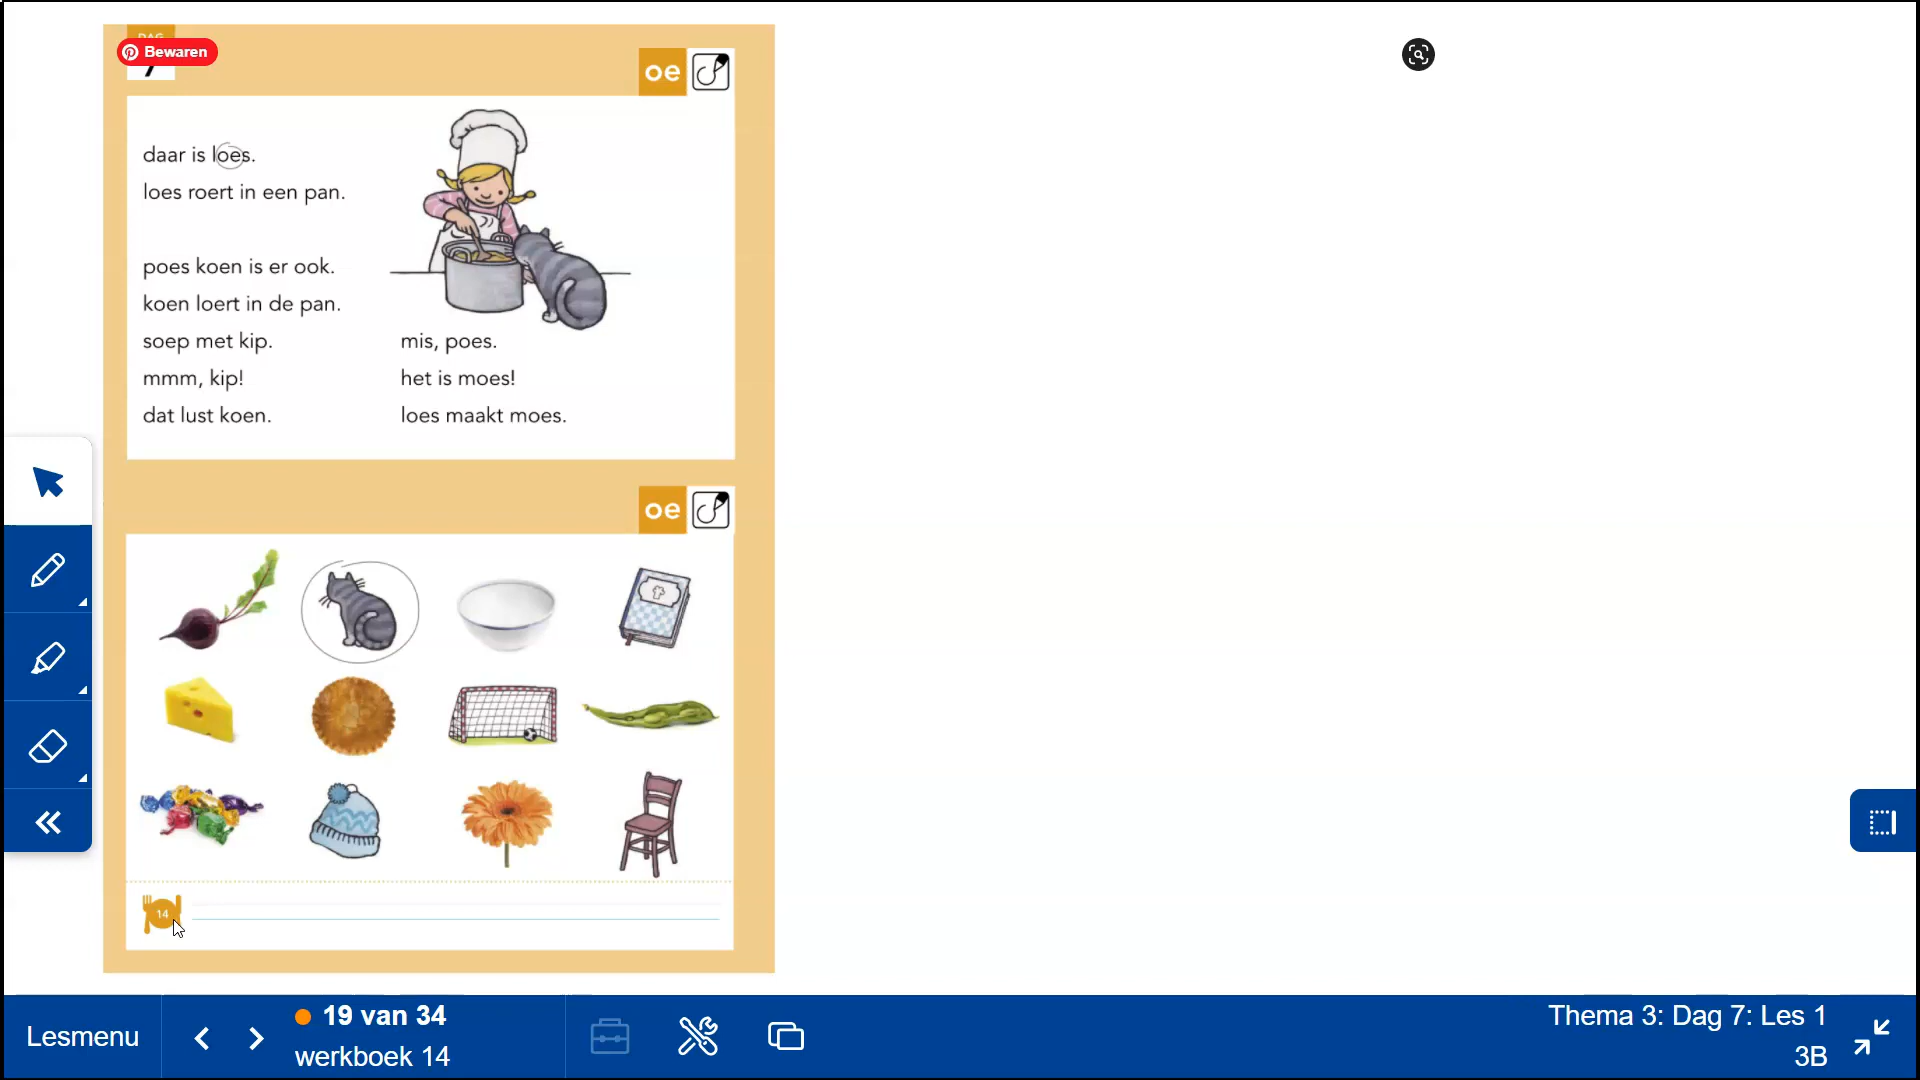 DAG
Bewaren
7
oe
daar is loes.
loes roert in een pan.
poes koen is er ook.
koen loert in de pan.
soep met kip.
mmm, kip!
dat lust koen.
mis, poes.
het is moes!
loes maakt moes.
oe
14
Lesmenu
19 van 34
werkboek 14
Thema 3: Dag 7: Les 1
3B